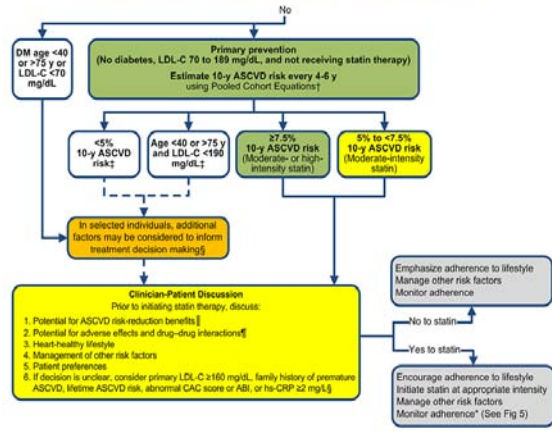 No
DM age <40
or >75 y or
LDL-C <70
mg/dL
Primary prevention
(No diabetes, LDL-C 70 to 189 mg/dL, and not receiving statin therapy)
Estimate 10-y ASCVD risk every 4-6 y
using Pooled Cohort Equations†
<5%
10-y ASCVD
risk‡
Age <40 or >75 y
and LDL-C <190
mg/dL‡
≥7.5%
10-y ASCVD
risk
(Moderate- or high-
intensity statin)
5% to <7.5%
10-y ASCVD
risk
(Moderate-intensity
statin)
In selected individuals, additional
factors may be considered to inform
treatment decision making§
Clinician-Patient Discussion
Prior to initiating statin therapy, discuss:
1. Potential for ASCVD risk-reduction benefits‖
2. Potential for adverse effects and drug–drug interactions¶
3. Heart-healthy lifestyle
4. Management of other risk factors
5. Patient preferences
6. If decision is unclear, consider primary LDL-C ≥160 mg/dL, family history of premature
ASCVD, lifetime ASCVD risk, abnormal CAC score or ABI, or hs-CRP ≥2 mg/L§
Emphasize adherence to lifestyle
Manage other risk factors
Monitor adherence
No to statin
Yes to statin
Encourage adherence to lifestyle
Initiate statin at appropriate intensity
Manage other risk factors
Monitor adherence* (See Fig 5)